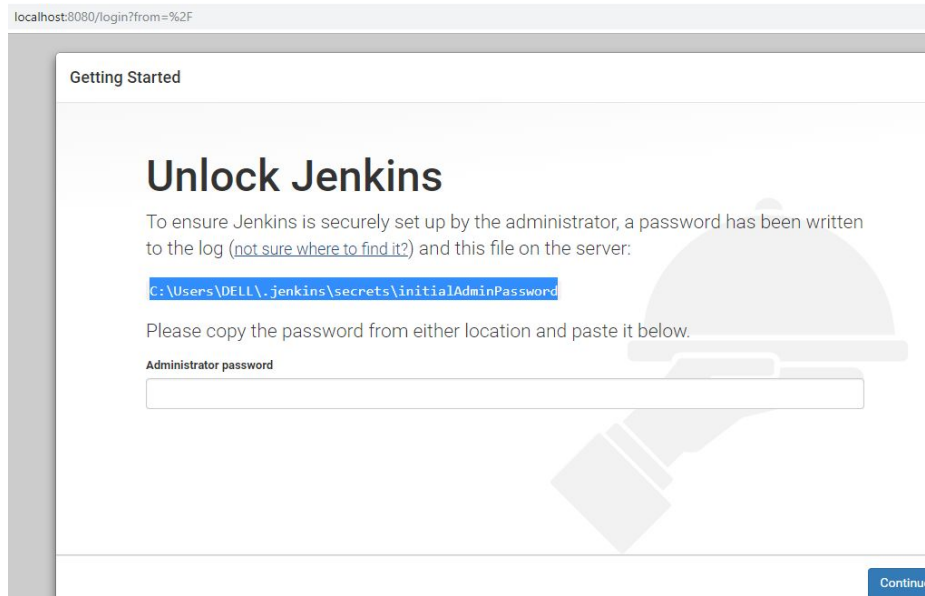 localhost:8080/login?from=%2F
Getting Started
Unlock Jenkins
To ensure Jenkins is securely set up by the administrator, a password has been written
to the log (not sure where to find it?) and this file on the server:
C:\Users\DELL\.jenkins\secrets\initialAdminPassword
Please copy the password from either location and paste it below.
Administrator password
Continue